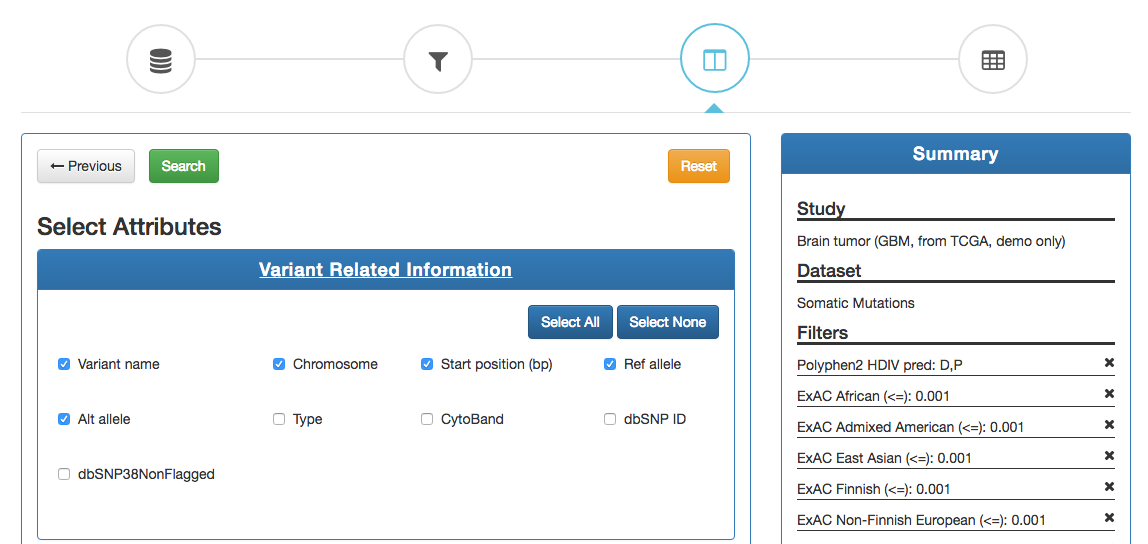 ← Previous
Search
Reset
Select Attributes
Variant Related Information
Select All
Select None
Variant name
Chromosome
Start position (bp)
Ref allele
Alt allele
Type
CytoBand
dbSNP ID
dbSNP38NonFlagged
Summary
Study
Brain tumor (GBM, from TCGA, demo only)
Dataset
Somatic Mutations
Filters
Polyphen2 HDIV pred: D,P
ExAC African (<=): 0.001
ExAC Admixed American (<=): 0.001
ExAC East Asian (<=): 0.001
ExAC Finnish (<=): 0.001
ExAC Non-Finnish European (<=): 0.001